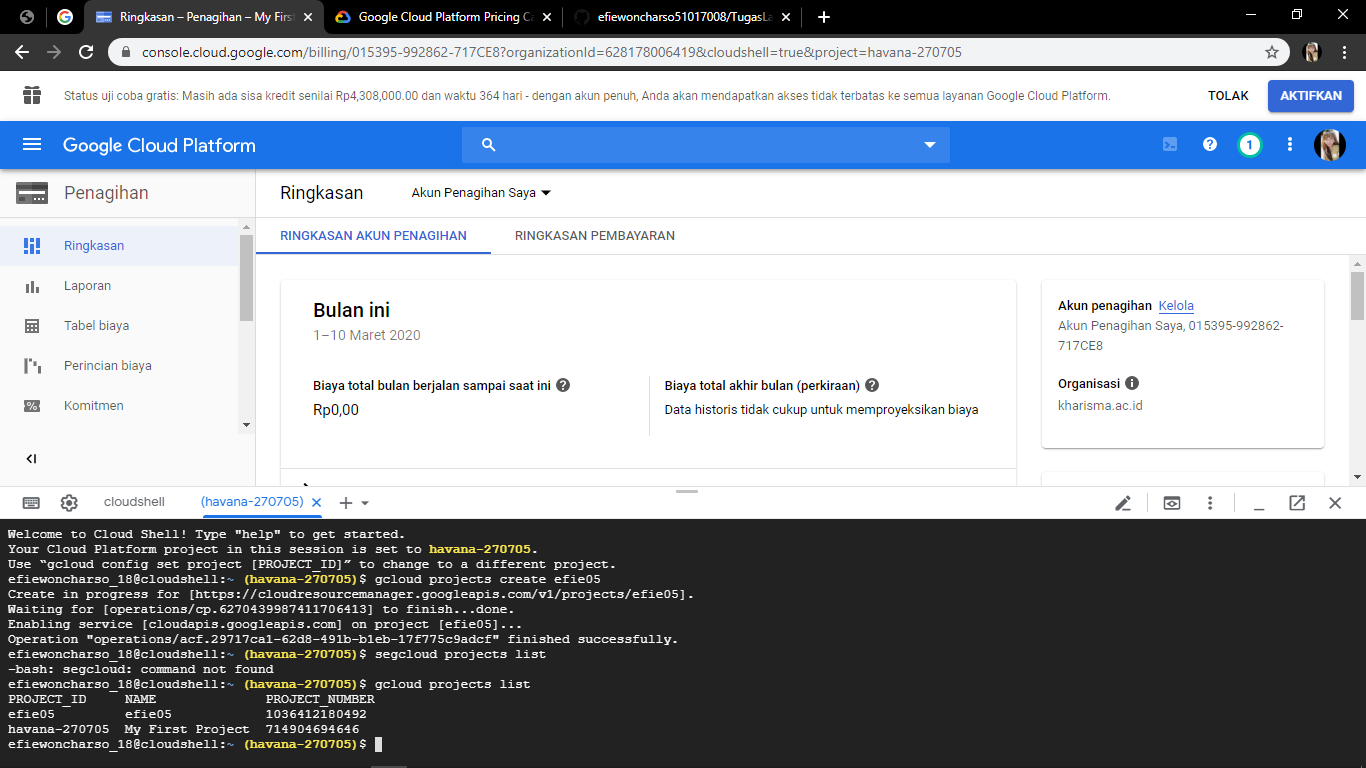 Ringkasan – Penagihan – My First
Google Cloud Platform Pricing Ca
efiewoncharso51017008/TugasLa
console.cloud.google.com/billing/015395-992862-717CE8?organizationId=628178006419&cloudshell=true&project=havana-270705
Status uji coba gratis: Masih ada sisa kredit senilai Rp4,308,000.00 dan waktu 364 hari - dengan akun penuh, Anda akan mendapatkan akses tidak terbatas ke semua layanan Google Cloud Platform.
TOLAK
AKTIFKAN
Google Cloud Platform
1
Penagihan
Ringkasan
Akun Penagihan Saya
Ringkasan
Laporan
Tabel biaya
Perincian biaya
Komitmen
RINGKASAN AKUN PENAGIHAN
RINGKASAN PEMBAYARAN
Bulan ini
1–10 Maret 2020
Biaya total bulan berjalan sampai saat ini
Rp0,00
Biaya total akhir bulan (perkiraan)
Data historis tidak cukup untuk memproyeksikan biaya
Akun penagihan Kelola
Akun Penagihan Saya, 015395-992862-
717CE8
Organisasi
kharisma.ac.id
cloudshell
(havana-270705)
Welcome to Cloud Shell! Type "help" to get started.
Your Cloud Platform project in this session is set to havana-270705.
Use “gcloud config set project [PROJECT_ID]” to change to a different project.
efiewoncharso_18@cloudshell:~ (havana-270705)$ gcloud projects create efie05
Create in progress for [https://cloudresourcemanager.googleapis.com/v1/projects/efie05].
Waiting for [operations/cp.6270439987411706413] to finish...done.
Enabling service [cloudapis.googleapis.com] on project [efie05]...
Operation "operations/acf.29717ca1-62d8-491b-b1eb-17f775c9adcf" finished successfully.
efiewoncharso_18@cloudshell:~ (havana-270705)$ segcloud projects list
-bash: segcloud: command not found
efiewoncharso_18@cloudshell:~ (havana-270705)$ gcloud projects list
PROJECT_ID NAME PROJECT_NUMBER
efie05 efie05 1036412180492
havana-270705 My First Project 714904694646
efiewoncharso_18@cloudshell:~ (havana-270705)$